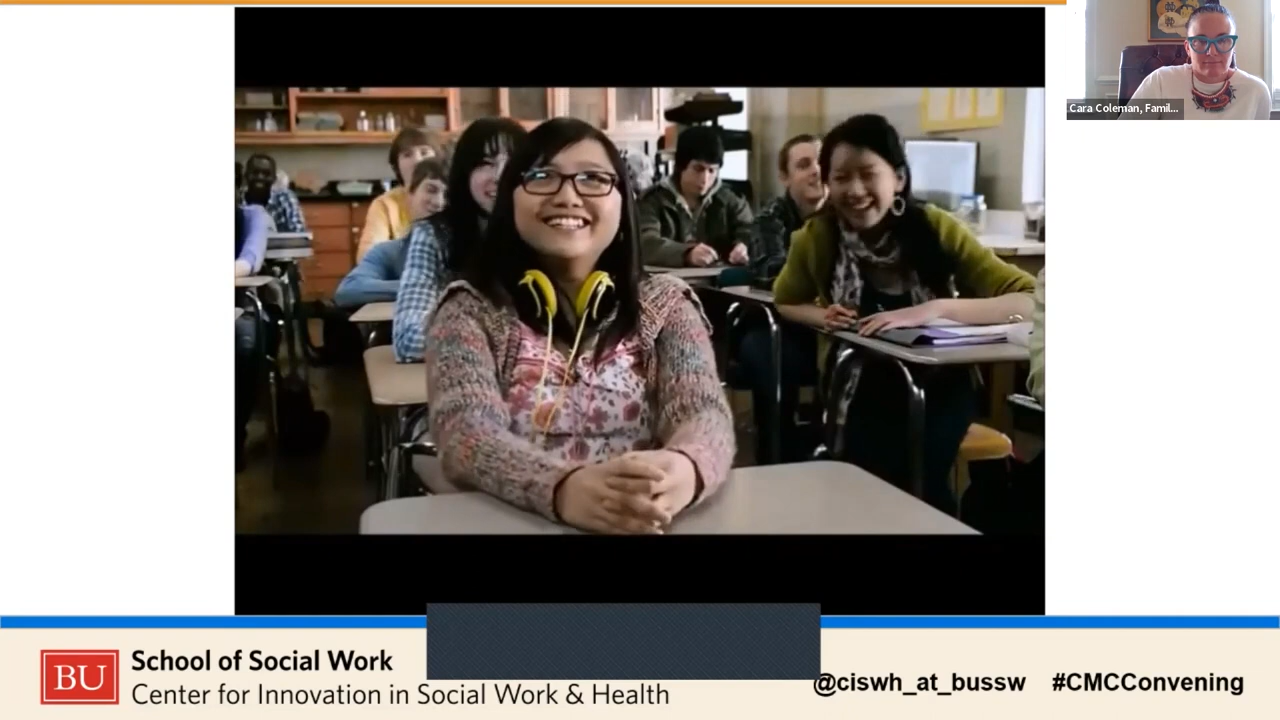 Cara Coleman, Famil...
BU
School of Social Work
Center for Innovation in Social Work & Health
@ciswh_at_bussw
#CMCConvening